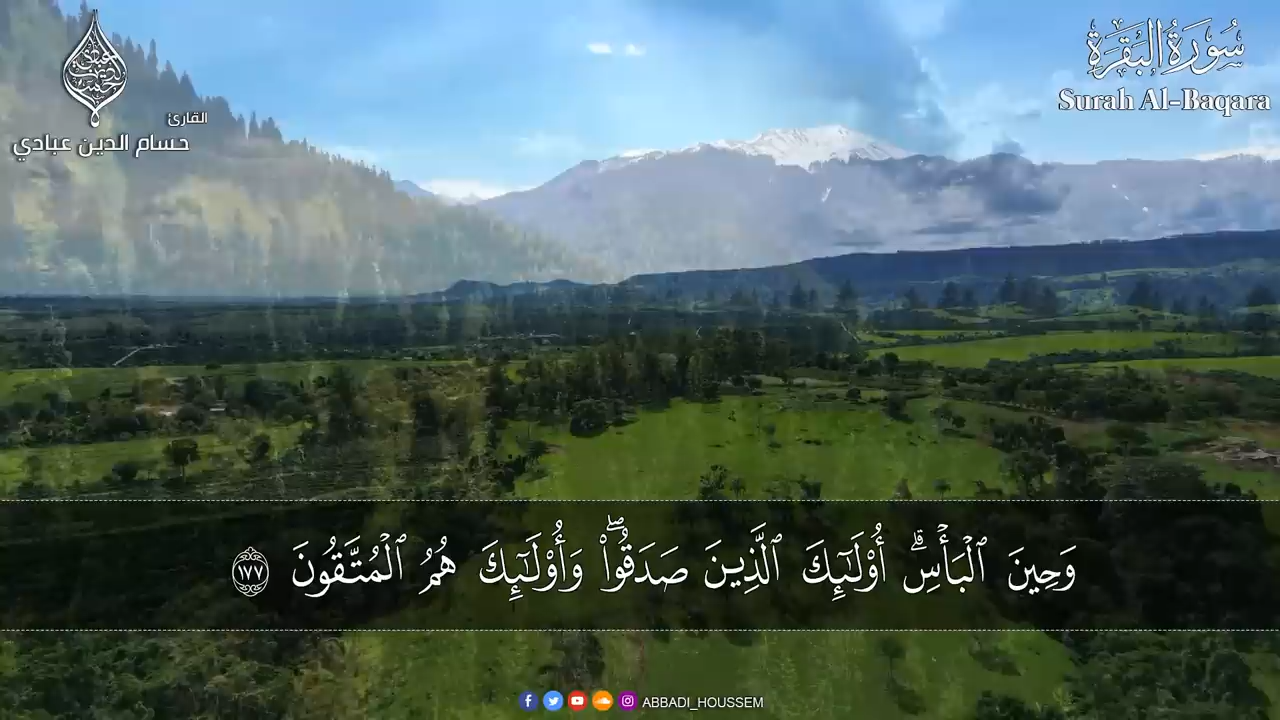 سُورَةُ البَقَرَةِ
Surah Al-Baqara
القارئ
حسام الدين عبادي
وَحِينَ ٱلۡبَأۡسِۗ أُوْلَٰٓئِكَ ٱلَّذِينَ صَدَقُواْۖ وَأُوْلَٰٓئِكَ هُمُ ٱلۡمُتَّقُونَ ١٧٧
ABBADI_HOUSSEM